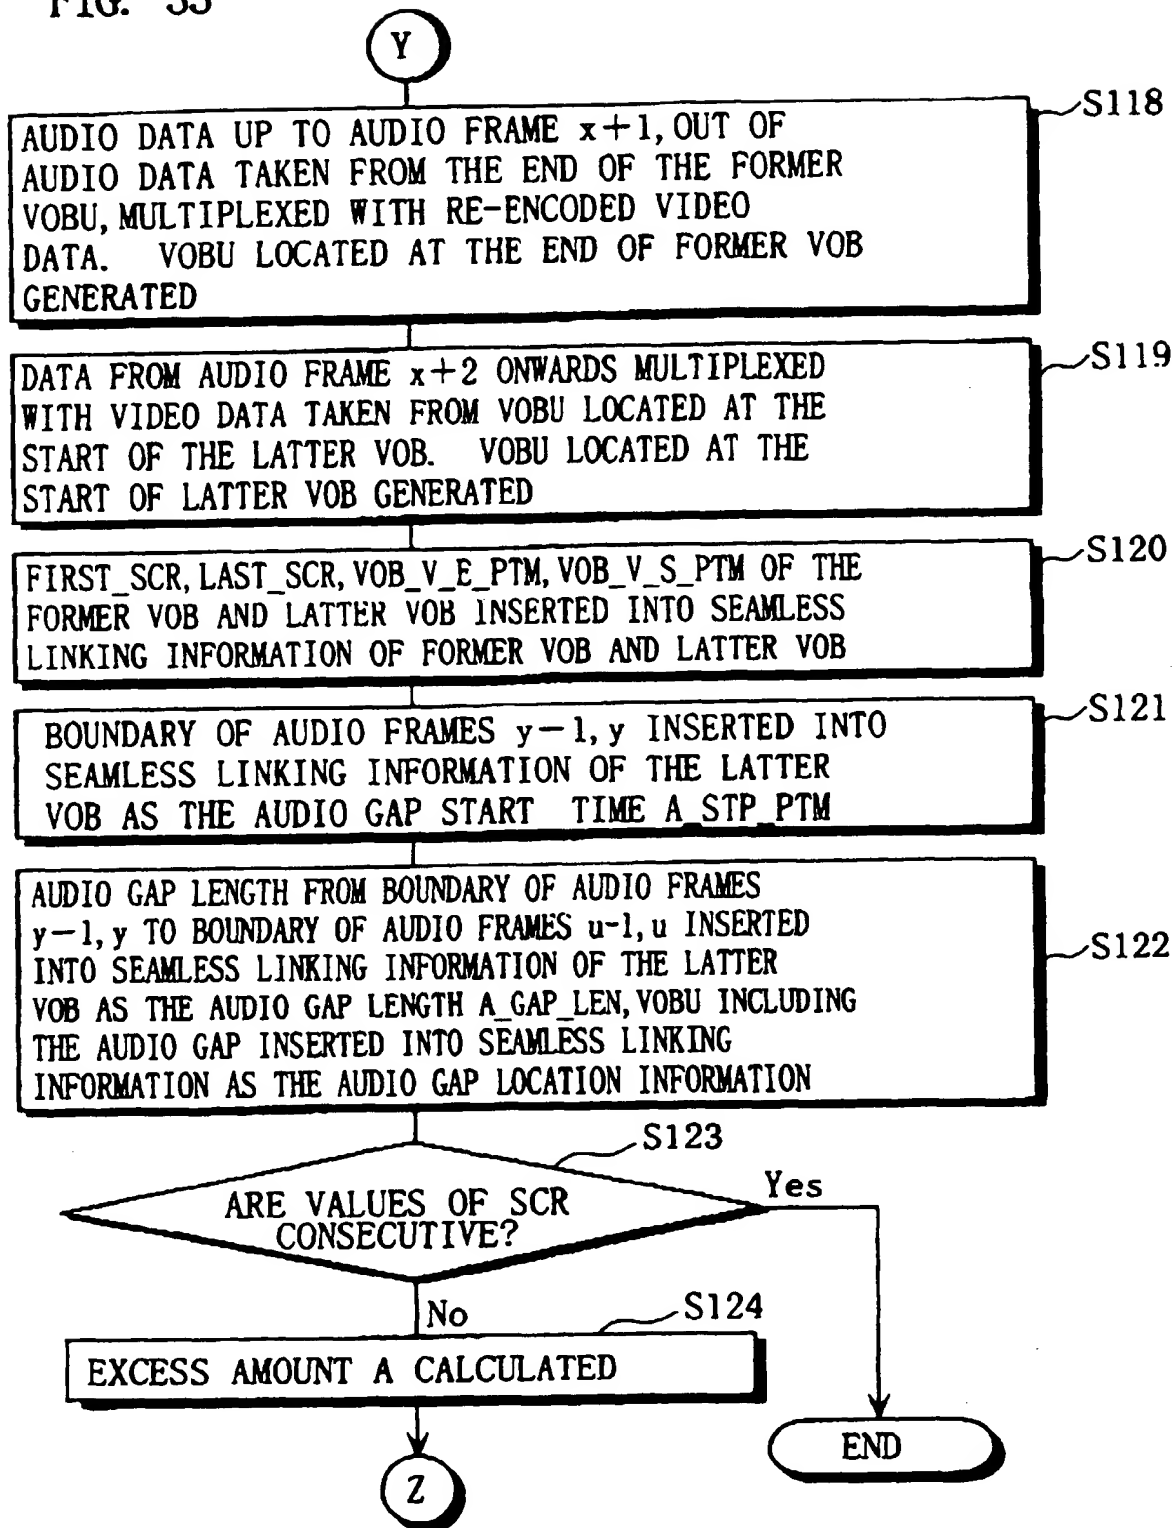 FIG. 33
Y
S118
AUDIO DATA UP TO AUDIO FRAME x+1, OUT OF
AUDIO DATA TAKEN FROM THE END OF THE FORMER
VOBU, MULTIPLEXED WITH RE-ENCODED VIDEO
DATA. VOBU LOCATED AT THE END OF FORMER VOB
GENERATED
S119
DATA FROM AUDIO FRAME x+2 ONWARDS MULTIPLEXED
WITH VIDEO DATA TAKEN FROM VOBU LOCATED AT THE
START OF THE LATTER VOB. VOBU LOCATED AT THE
START OF LATTER VOB GENERATED
S120
FIRST_SCR, LAST_SCR, VOB_V_E_PTM, VOB_V_S_PTM OF THE
FORMER VOB AND LATTER VOB INSERTED INTO SEAMLESS
LINKING INFORMATION OF FORMER VOB AND LATTER VOB
S121
BOUNDARY OF AUDIO FRAMES y-1, y INSERTED INTO
SEAMLESS LINKING INFORMATION OF THE LATTER
VOB AS THE AUDIO GAP START TIME A_STP_PTM
S122
AUDIO GAP LENGTH FROM BOUNDARY OF AUDIO FRAMES
y-1, y TO BOUNDARY OF AUDIO FRAMES u-1, u INSERTED
INTO SEAMLESS LINKING INFORMATION OF THE LATTER
VOB AS THE AUDIO GAP LENGTH A_GAP_LEN, VOBU INCLUDING
THE AUDIO GAP INSERTED INTO SEAMLESS LINKING
INFORMATION AS THE AUDIO GAP LOCATION INFORMATION
S123
ARE VALUES OF SCR
CONSECUTIVE?
Yes
No
S124
EXCESS AMOUNT A CALCULATED
END
Z